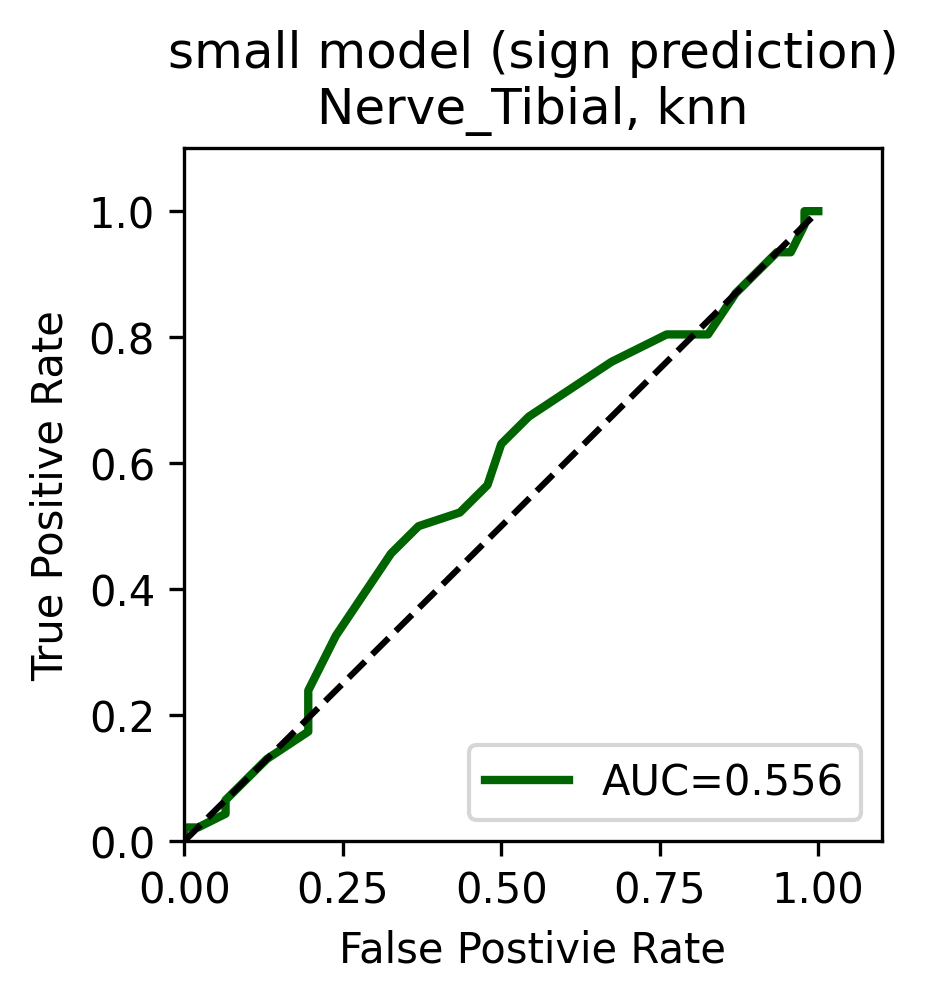 small model (sign prediction)
Nerve_Tibial, knn
1.0
0.8
0.6
0.4
0.2
0.0
True Positive Rate
AUC=0.556
0.00 0.25 0.50 0.75 1.00
False Postivie Rate